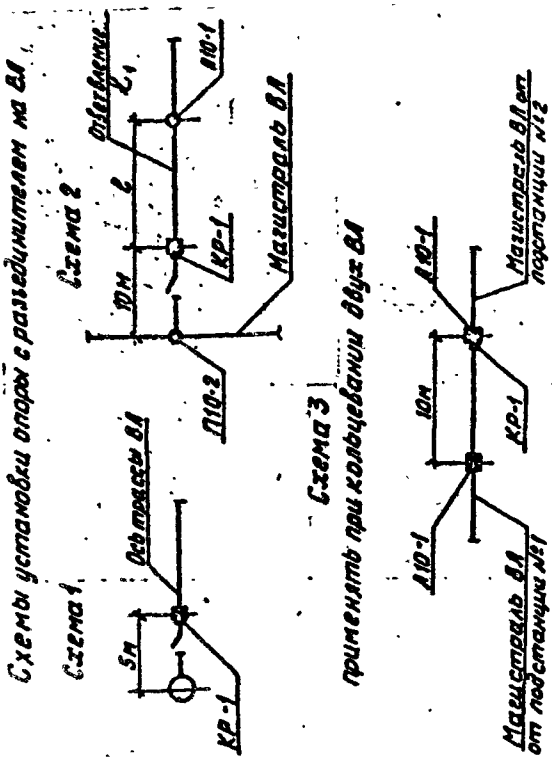 Схемы установки опоры с разъединителем на ВЛ.
Схема 1
5м
Ось трассы ВЛ
КР-1
Схема 2
10м
ℓ
Ответвление
ℓ₁
А10-1
КР-1
П10-2
Магистраль ВЛ
Схема 3
применять при кольцевании двух ВЛ
А10-1
10м
А10-1
КР-1
Магистраль ВЛ
от подстанции №1
Магистраль ВЛ от
подстанции №2